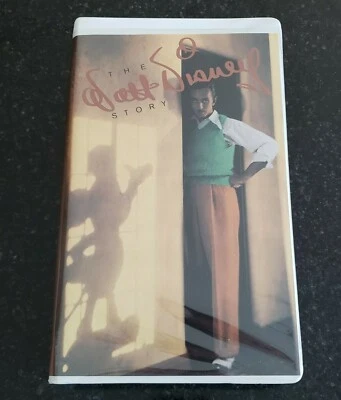 THE
Walt Disney
STORY